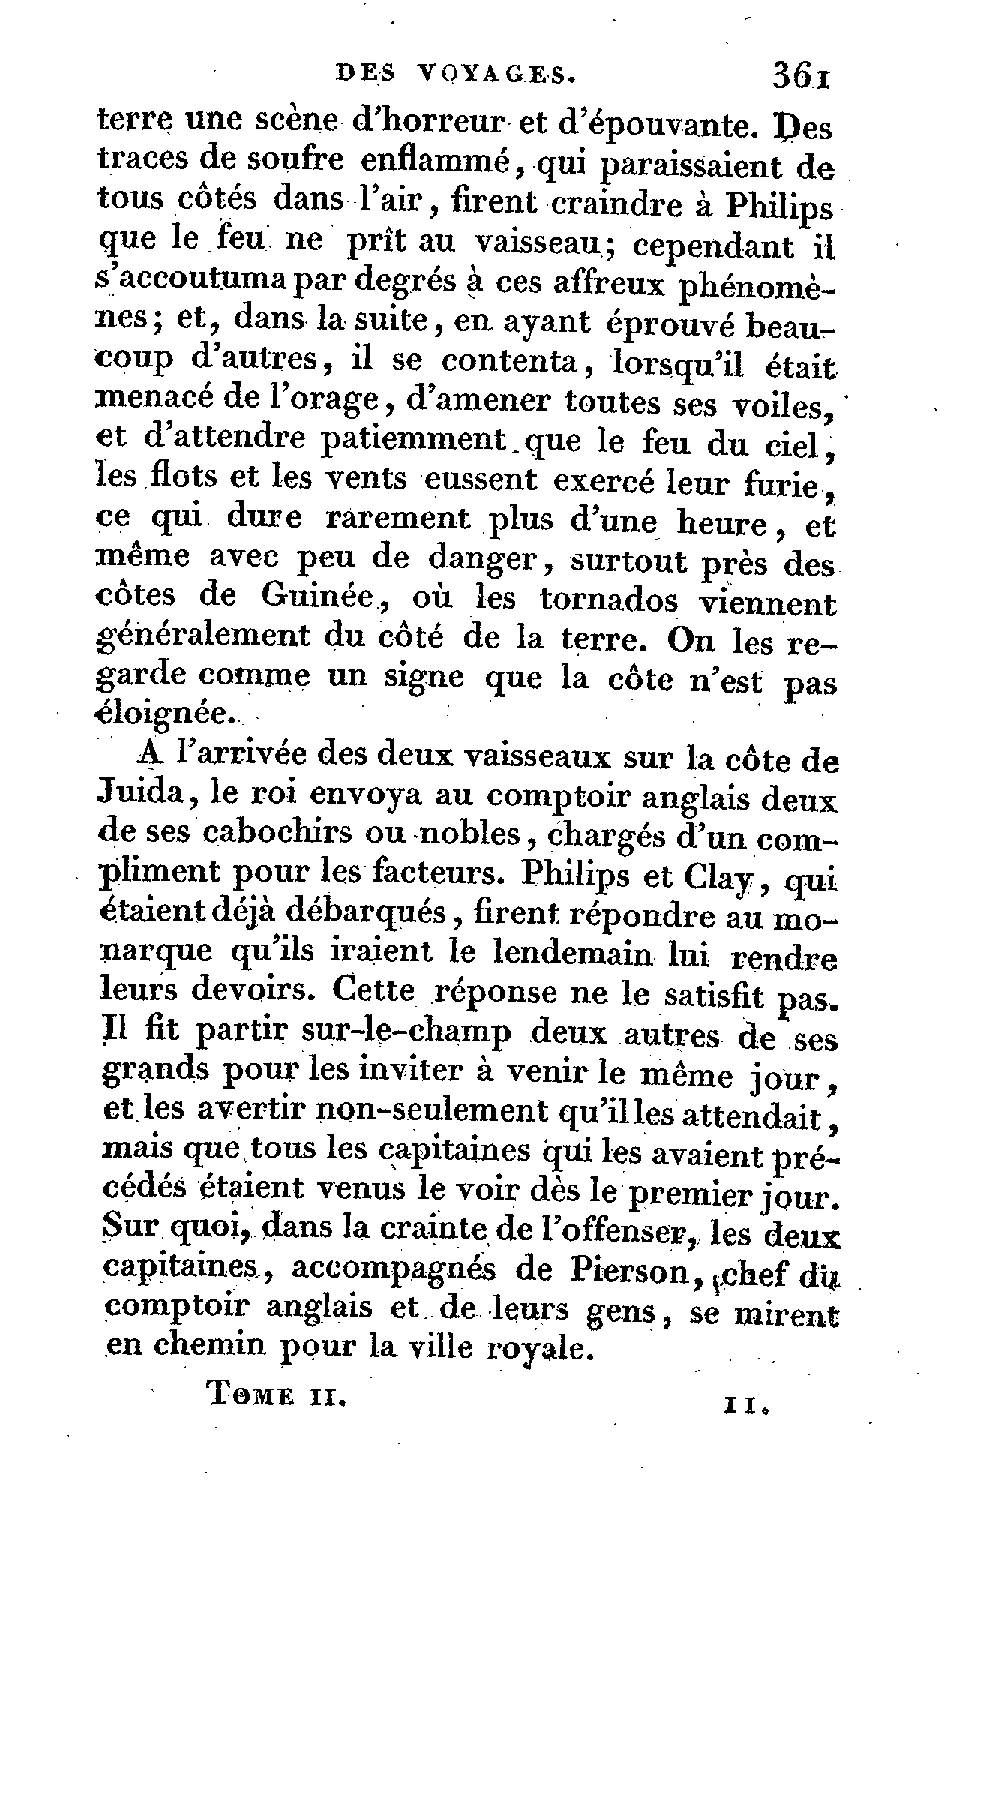 DES VOYAGES. 361
terre une scène d'horreur et d'épouvante. Des
traces de soufre enflammé, qui paraissaient de
tous côtés dans l'air, firent craindre à Philips
que le feu ne prît au vaisseau; cependant il
s'accoutuma par degrés à ces affreux phénomè-
nes; et, dans la suite, en ayant éprouvé beau-
coup d'autres, il se contenta, lorsqu'il était
menacé de l'orage, d'amener toutes ses voiles,
et d'attendre patiemment que le feu du ciel,
les flots et les vents eussent exercé leur furie,
ce qui dure rarement plus d'une heure, et
même avec peu de danger, surtout près des
côtes de Guinée, où les tornados viennent
généralement du côté de la terre. On les re-
garde comme un signe que la côte n'est pas
éloignée.
A l'arrivée des deux vaisseaux sur la côte de
Juida, le roi envoya au comptoir anglais deux
de ses cabochirs ou nobles, chargés d'un com-
pliment pour les facteurs. Philips et Clay, qui
étaient déjà débarqués, firent répondre au mo-
narque qu'ils iraient le lendemain lui rendre
leurs devoirs. Cette réponse ne le satisfit pas.
Il fit partir sur-le-champ deux autres de ses
grands pour les inviter à venir le même jour,
et les avertir non-seulement qu'il les attendait,
mais que tous les capitaines qui les avaient pré-
cédés étaient venus le voir dès le premier jour.
Sur quoi, dans la crainte de l'offenser, les deux
capitaines, accompagnés de Pierson, chef du
comptoir anglais et de leurs gens, se mirent
en chemin pour la ville royale.
TOME II. 11.